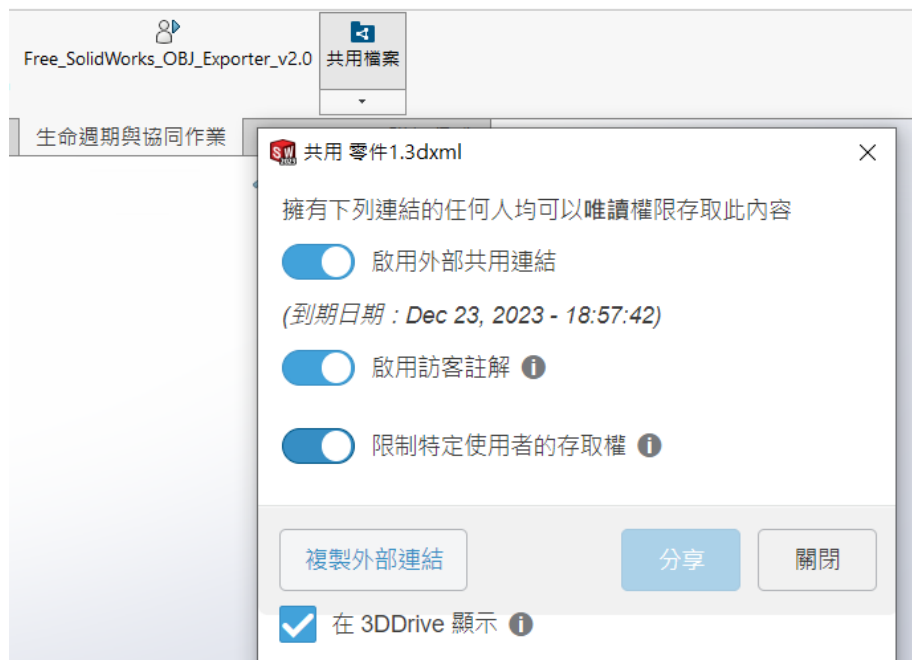 Free_SolidWorks_OBJ_Exporter_v2.0
共用檔案
生命週期與協同作業
共用 零件1.3dxml
擁有下列連結的任何人均可以唯讀權限存取此內容
啟用外部共用連結
(到期日期：Dec 23, 2023 - 18:57:42)
啟用訪客註解
限制特定使用者的存取權
複製外部連結
分享
關閉
在 3DDrive 顯示